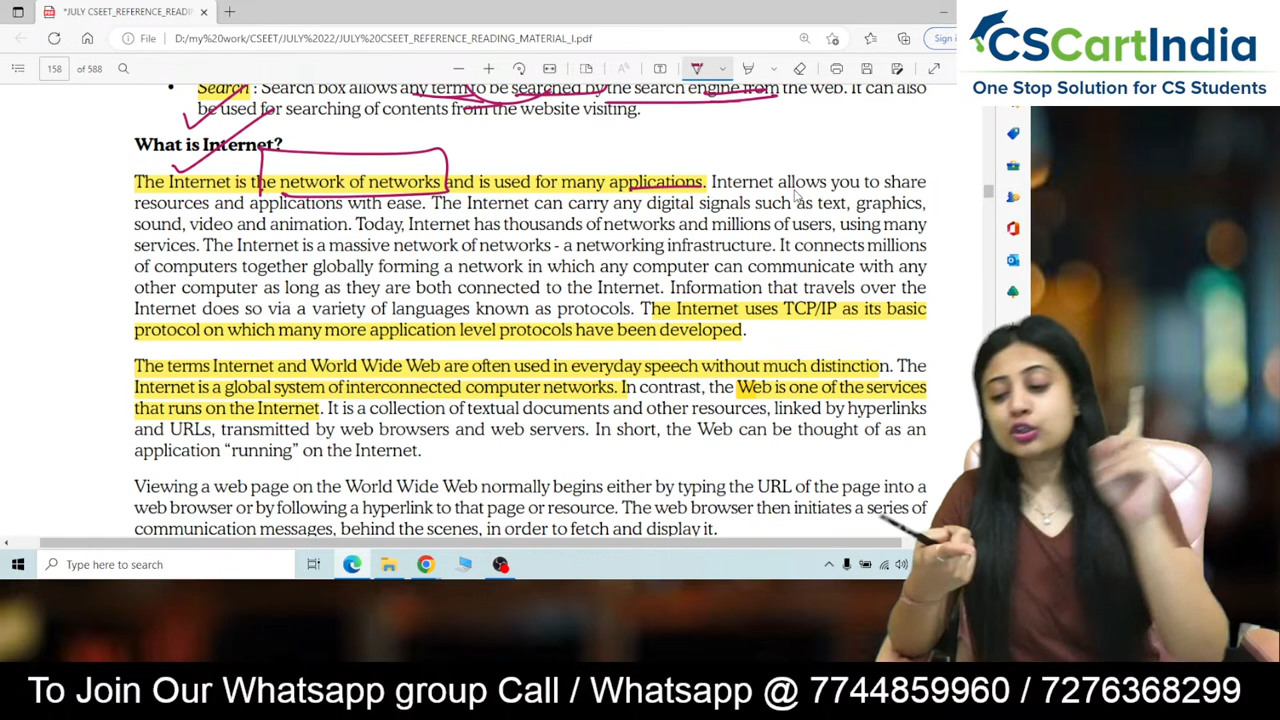 *JULY CSEET_REFERENCE_READING
File
D:/my%20work/CSEET/JULY%202022/JULY%20CSEET_REFERENCE_READING_MATERIAL_I.pdf
Sign i
158 of 588
CSCartIndia
One Stop Solution for CS Students
• Search : Search box allows any term to be searched by the search engine from the web. It can also
be used for searching of contents from the website visiting.
What is Internet?
The Internet is the network of networks and is used for many applications. Internet allows you to share
resources and applications with ease. The Internet can carry any digital signals such as text, graphics,
sound, video and animation. Today, Internet has thousands of networks and millions of users, using many
services. The Internet is a massive network of networks - a networking infrastructure. It connects millions
of computers together globally forming a network in which any computer can communicate with any
other computer as long as they are both connected to the Internet. Information that travels over the
Internet does so via a variety of languages known as protocols. The Internet uses TCP/IP as its basic
protocol on which many more application level protocols have been developed.
The terms Internet and World Wide Web are often used in everyday speech without much distinction. The
Internet is a global system of interconnected computer networks. In contrast, the Web is one of the services
that runs on the Internet. It is a collection of textual documents and other resources, linked by hyperlinks
and URLs, transmitted by web browsers and web servers. In short, the Web can be thought of as an
application “running” on the Internet.
Viewing a web page on the World Wide Web normally begins either by typing the URL of the page into a
web browser or by following a hyperlink to that page or resource. The web browser then initiates a series of
communication messages, behind the scenes, in order to fetch and display it.
Type here to search
To Join Our Whatsapp group Call / Whatsapp @ 7744859960 / 7276368299